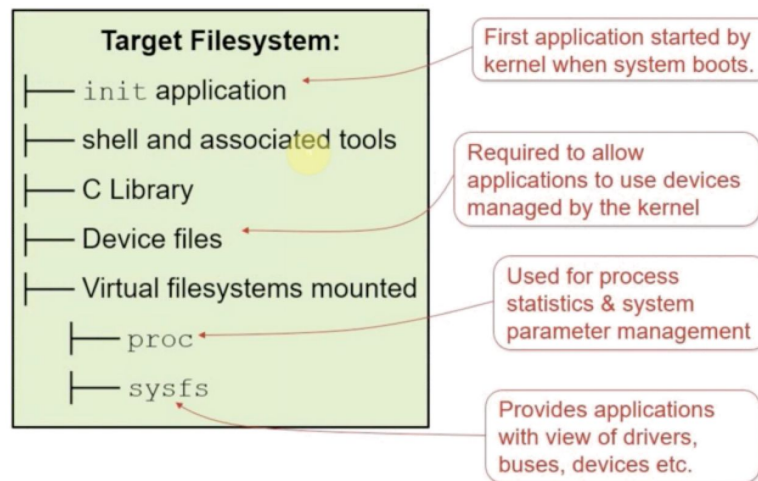 Target Filesystem:
init application
shell and associated tools
C Library
Device files
Virtual filesystems mounted
proc
sysfs
First application started by
kernel when system boots.
Required to allow
applications to use devices
managed by the kernel
Used for process
statistics & system
parameter management
Provides applications
with view of drivers,
buses, devices etc.